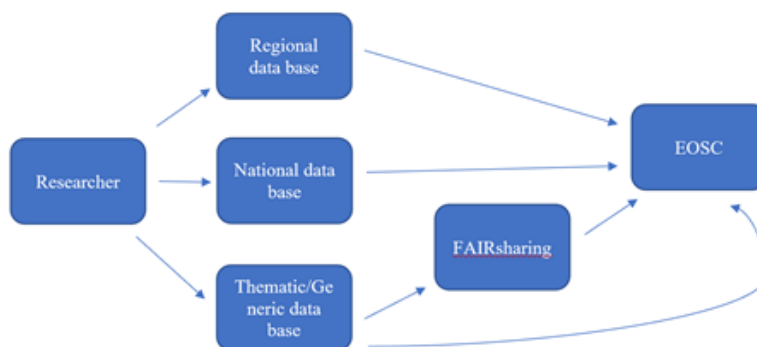 Regional
data base
Researcher
National data
base
Thematic/Ge
neric data
base
FAIRsharing
EOSC